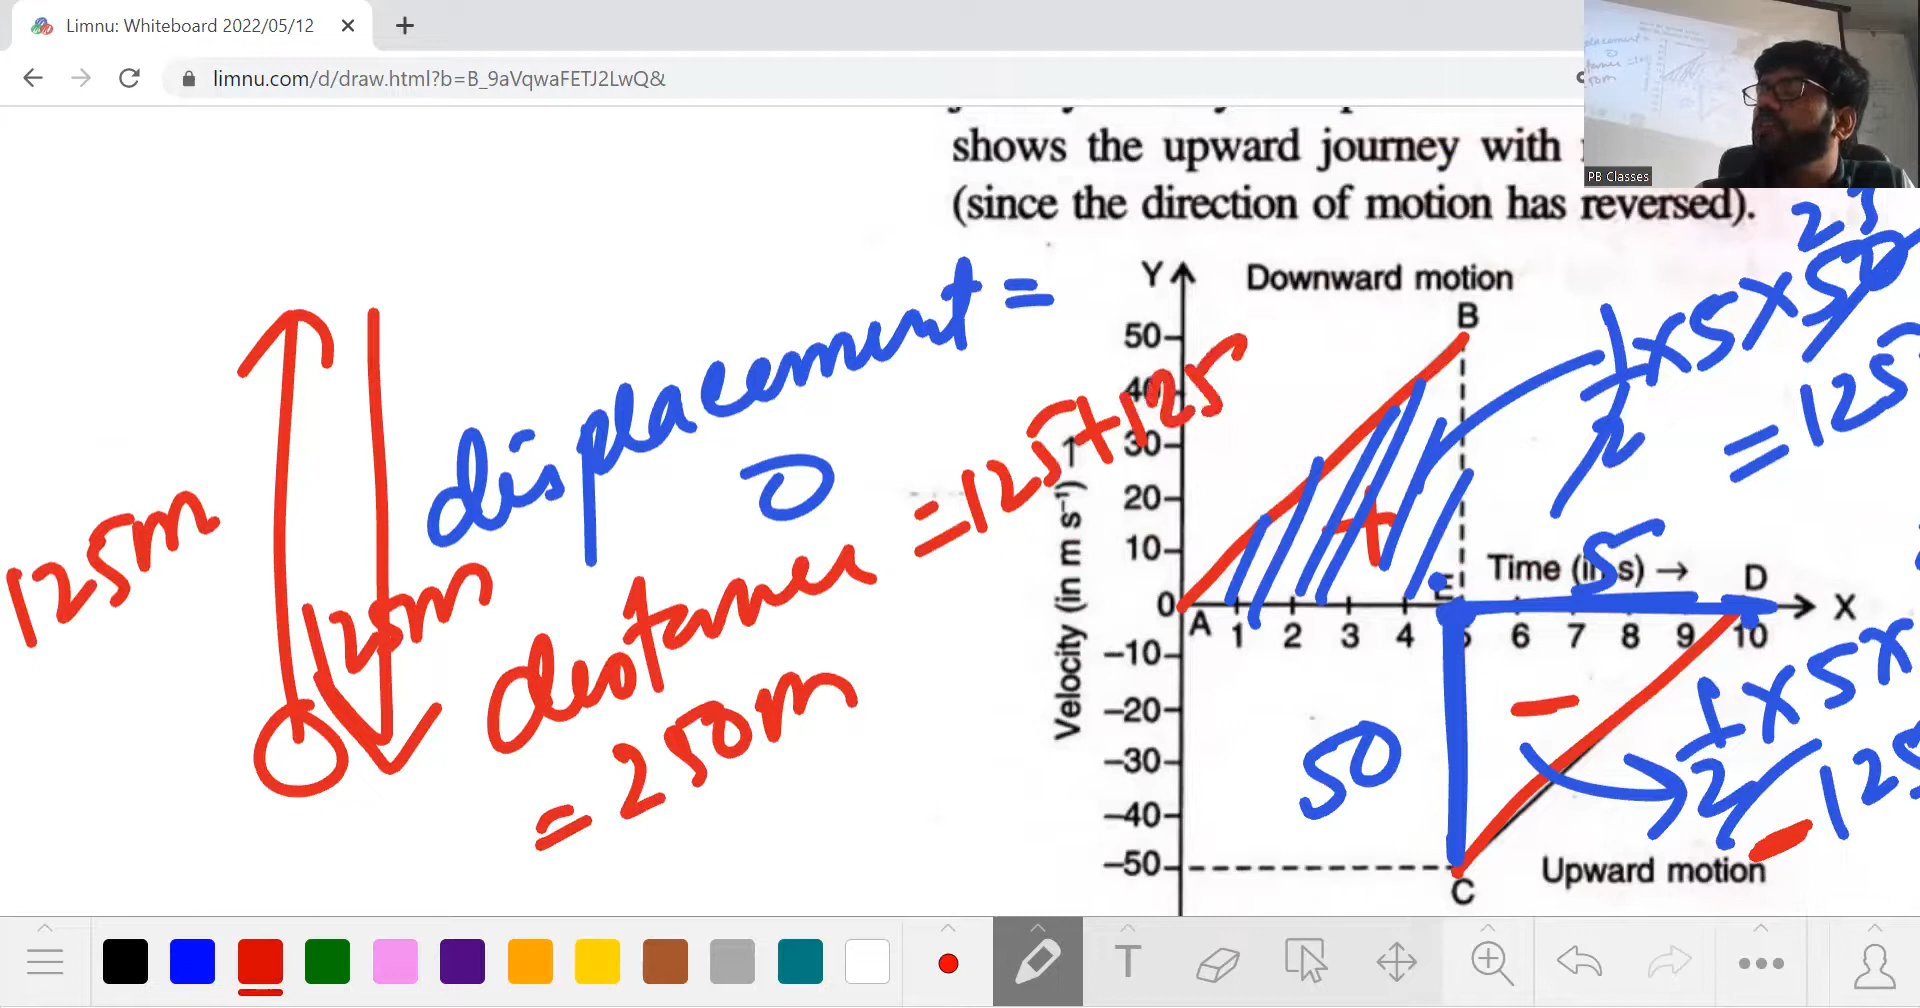 Limnu: Whiteboard 2022/05/12
limnu.com/d/draw.html?b=B_9aVqwaFETJ2LwQ&
PB Classes
shows the upward journey with
(since the direction of motion has reversed).
Y Downward motion
B
50
40
30
20
10
0
-10
-20
-30
-40
-50
Velocity (in m s⁻¹) →
Time (in s) →
A 1 2 3 4 5 6 7 8 9 10
E
D
X
C
Upward motion
displacement =
0
distance = 125+125
= 250m
125m
125m
1/2 × 5 × 50
25
= 125
+
5
50
-
1/2 × 5 ×
- 125
T